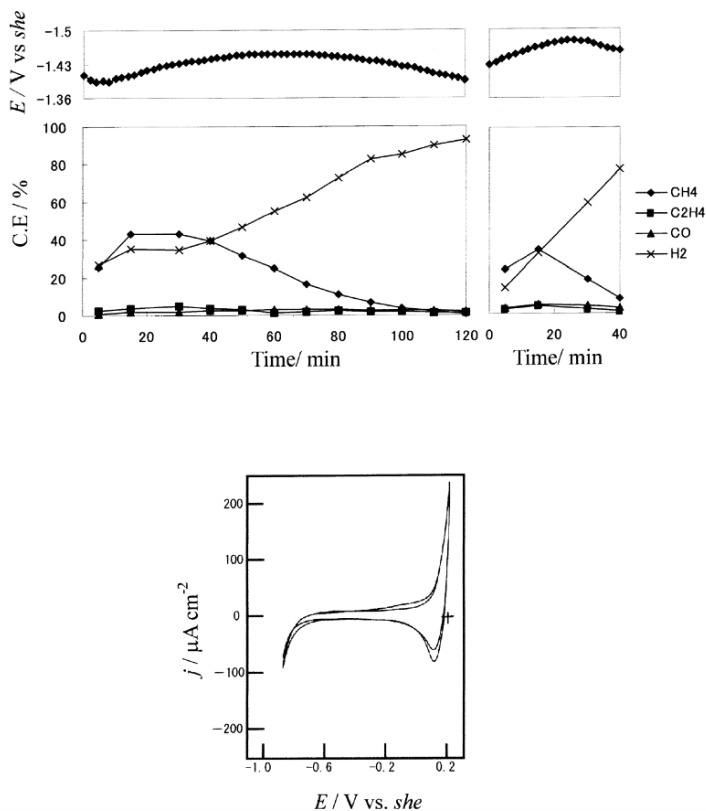 E / V vs she
-1.5
-1.43
-1.36
C.E / %
100
80
60
40
20
0
0 20 40 60 80 100 120
Time/ min
0 20 40
Time/ min
CH4
C2H4
CO
H2
j / μA cm-2
200
100
0
-100
-200
-1.0 -0.6 -0.2 0.2
E / V vs. she